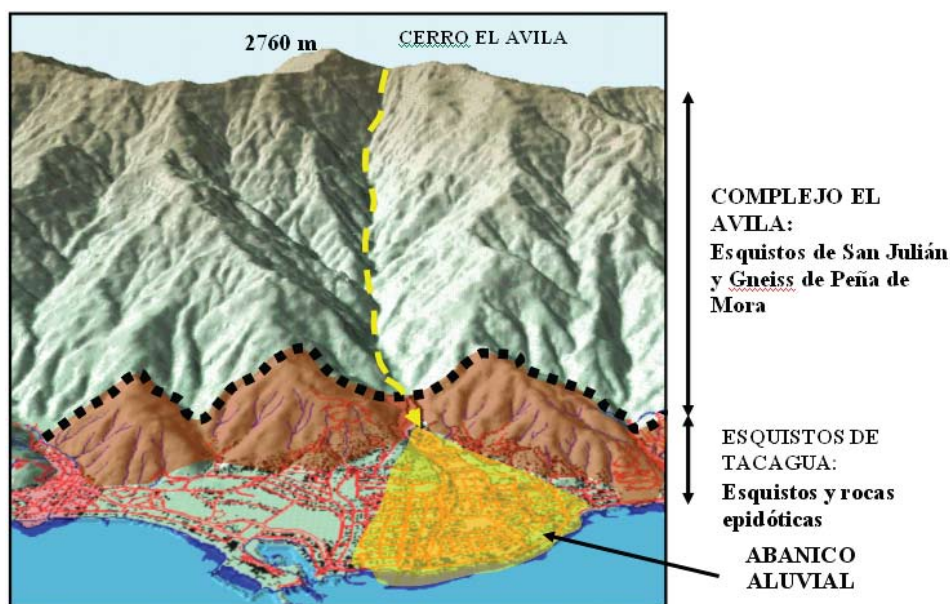 2760 m
CERRO EL AVILA
COMPLEJO EL
AVILA:
Esquistos de San Julián
y Gneiss de Peña de
Mora
ESQUISTOS DE
TACAGUA:
Esquistos y rocas
epidóticas
ABANICO
ALUVIAL